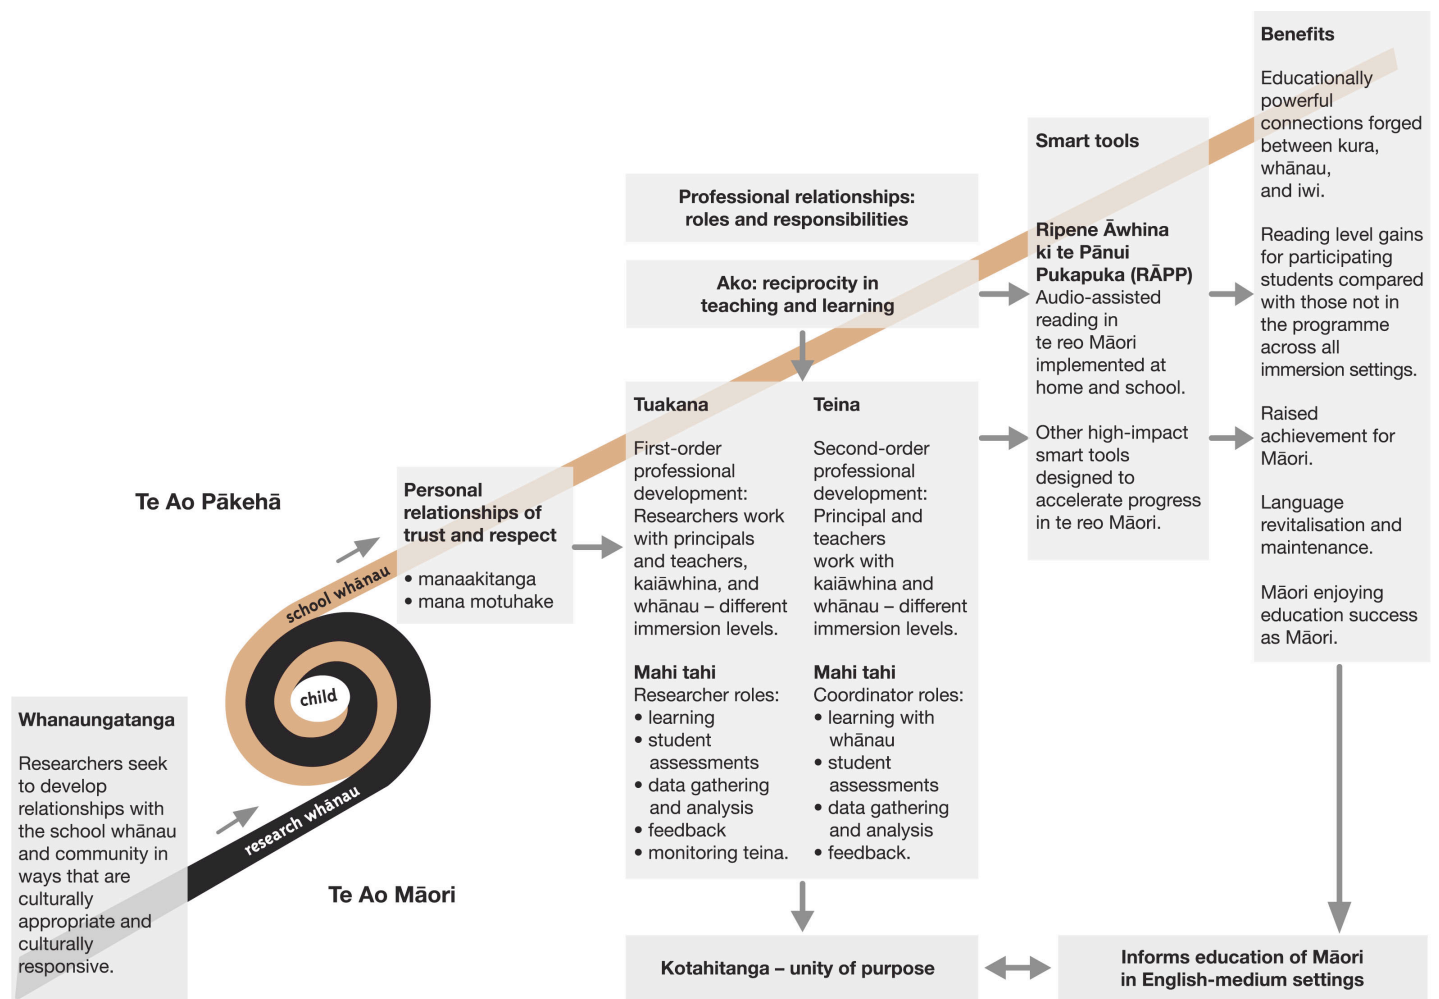 Whanaungatanga
Researchers seek
to develop
relationships with
the school whānau
and community in
ways that are
culturally
appropriate and
culturally
responsive.
Te Ao Pākehā
Te Ao Māori
school whānau
child
research whānau
Personal
relationships of
trust and respect
• manaakitanga
• mana motuhake
Professional relationships:
roles and responsibilities
Ako: reciprocity in
teaching and learning
Tuakana
First-order
professional
development:
Researchers work
with principals
and teachers,
kaiāwhina, and
whānau – different
immersion levels.
Mahi tahi
Researcher roles:
• learning
• student
assessments
• data gathering
and analysis
• feedback
• monitoring teina.
Teina
Second-order
professional
development:
Principal and
teachers
work with
kaiāwhina and
whānau – different
immersion levels.
Mahi tahi
Coordinator roles:
• learning with
whānau
• student
assessments
• data gathering
and analysis
• feedback.
Kotahitanga – unity of purpose
Smart tools
Ripene Āwhina
ki te Pānui
Pukapuka (RĀPP)
Audio-assisted
reading in
te reo Māori
implemented at
home and school.
Other high-impact
smart tools
designed to
accelerate progress
in te reo Māori.
Benefits
Educationally
powerful
connections forged
between kura,
whānau,
and iwi.
Reading level gains
for participating
students compared
with those not in
the programme
across all
immersion settings.
Raised
achievement for
Māori.
Language
revitalisation and
maintenance.
Māori enjoying
education success
as Māori.
Informs education of Māori
in English-medium settings